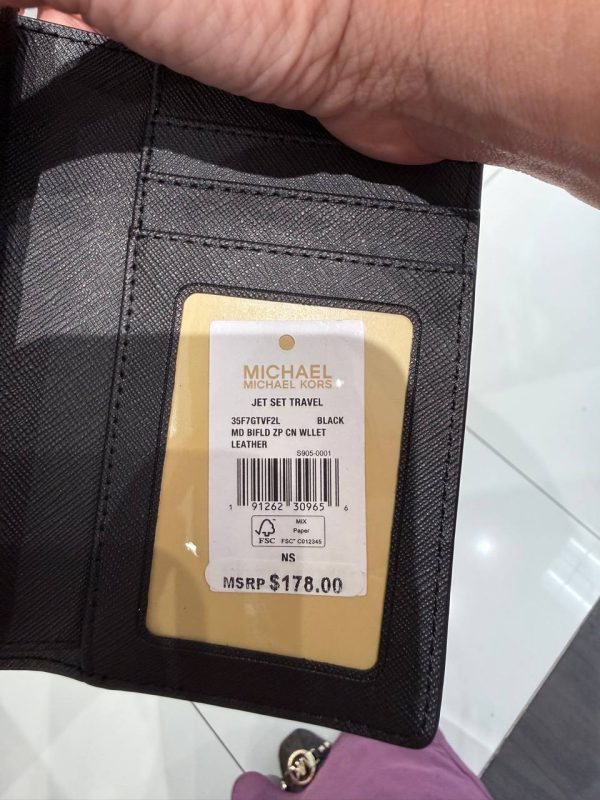 MICHAEL
MICHAEL KORS
JET SET TRAVEL
35F7GTVF2L BLACK
MD BIFLD ZP CN WLLET
LEATHER
S905-0001
1 91262 30965 6
MIX
Paper
FSC FSC® C012345
NS
MSRP $178.00